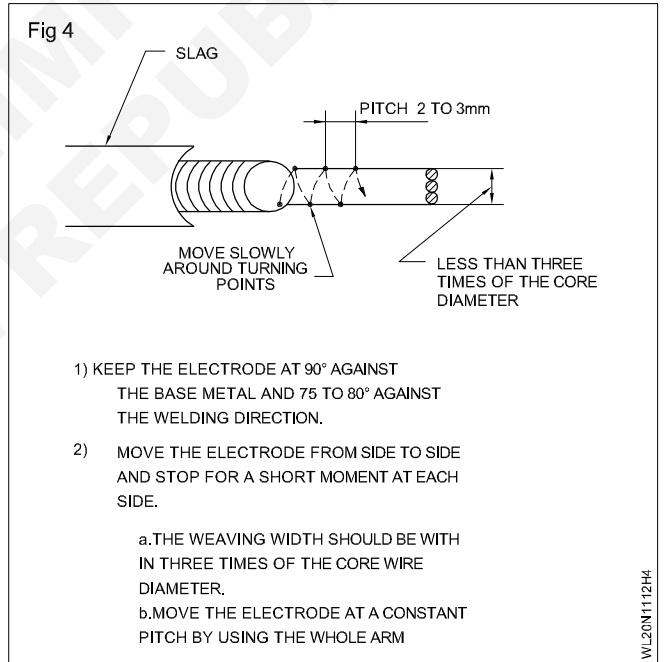 Fig 4
SLAG
PITCH 2 TO 3mm
MOVE SLOWLY
AROUND TURNING
POINTS
LESS THAN THREE
TIMES OF THE CORE
DIAMETER
1) KEEP THE ELECTRODE AT 90° AGAINST
THE BASE METAL AND 75 TO 80° AGAINST
THE WELDING DIRECTION.
2) MOVE THE ELECTRODE FROM SIDE TO SIDE
AND STOP FOR A SHORT MOMENT AT EACH
SIDE.
a.THE WEAVING WIDTH SHOULD BE WITH
IN THREE TIMES OF THE CORE WIRE
DIAMETER.
b.MOVE THE ELECTRODE AT A CONSTANT
PITCH BY USING THE WHOLE ARM
WL20N1112H4